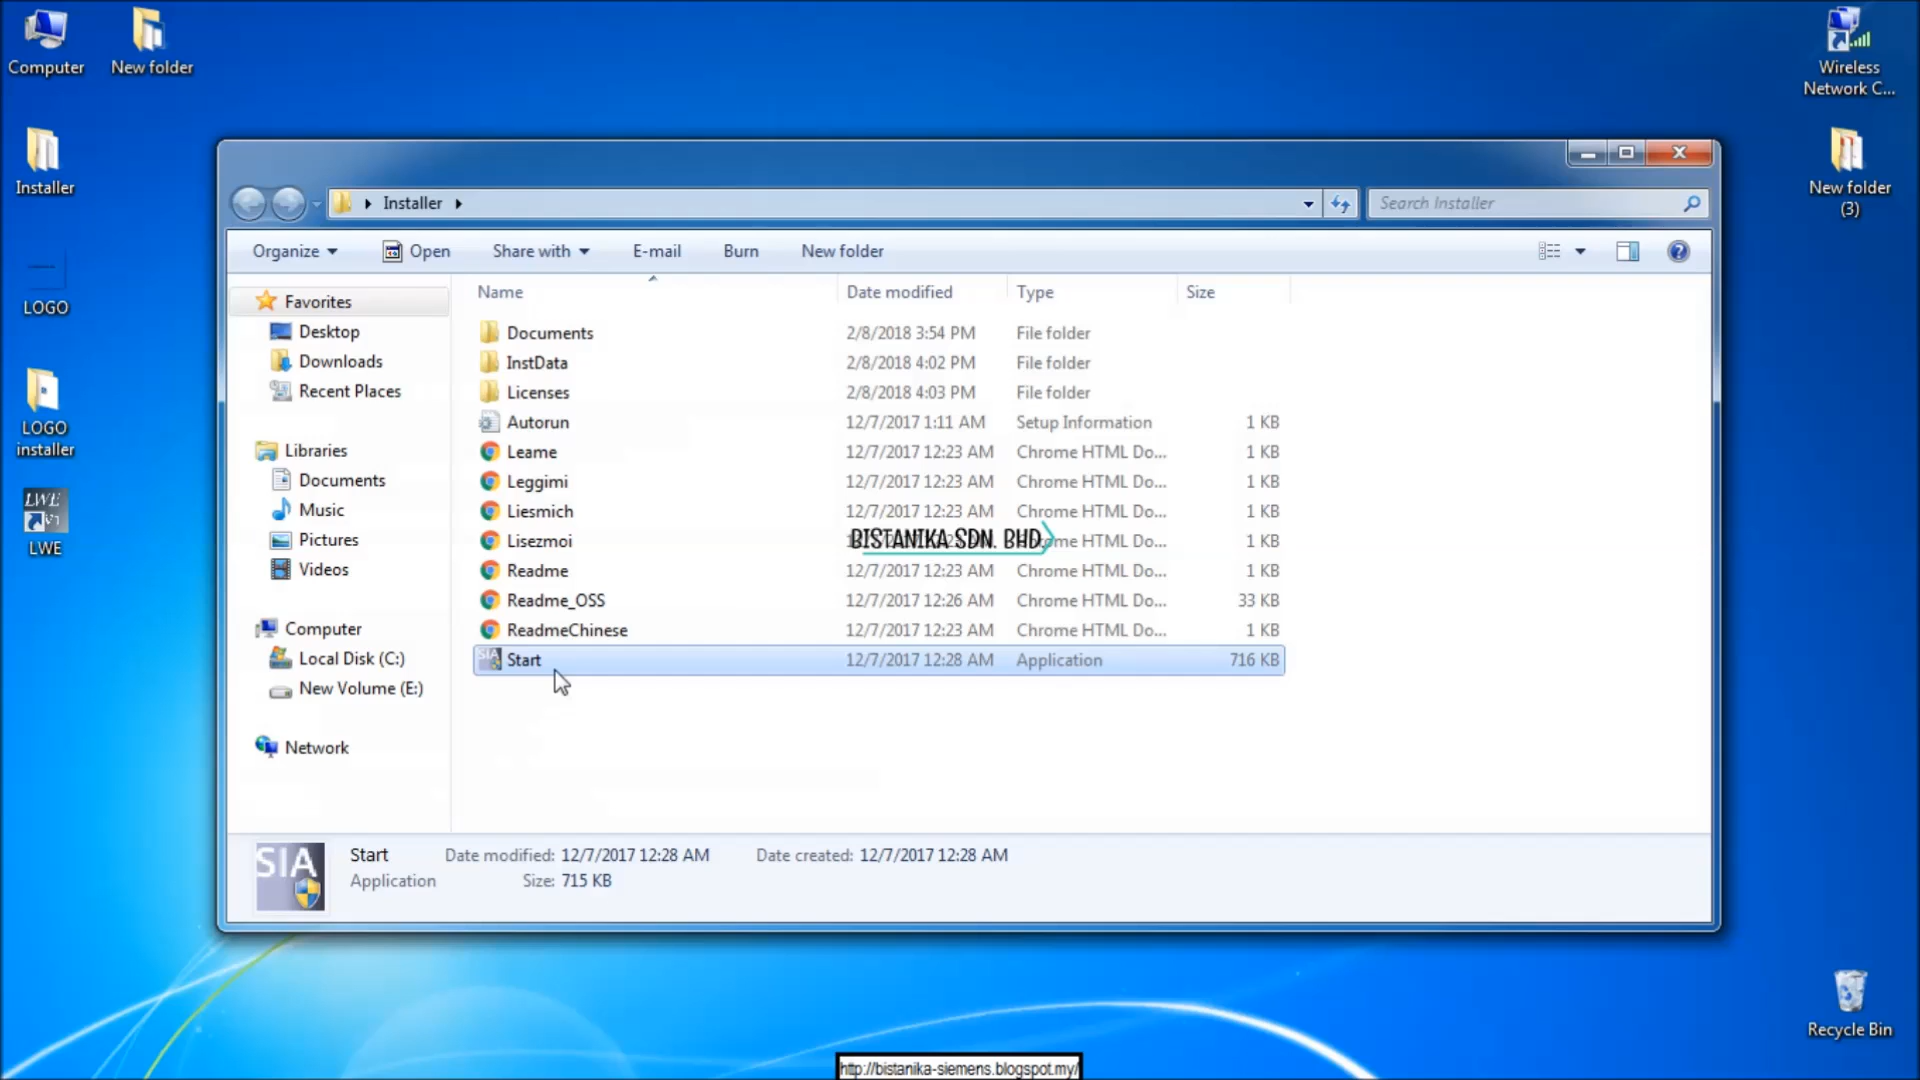 Computer
New folder
Wireless
Network C...
Installer
New folder
(3)
LOGO
LOGO
installer
LWE
V1
LWE
Recycle Bin
Installer
Search Installer
Organize
Open
Share with
E-mail
Burn
New folder
Favorites
Desktop
Downloads
Recent Places
Libraries
Documents
Music
Pictures
Videos
Computer
Local Disk (C:)
New Volume (E:)
Network
Name Date modified Type Size
Documents 2/8/2018 3:54 PM File folder
InstData 2/8/2018 4:02 PM File folder
Licenses 2/8/2018 4:03 PM File folder
Autorun 12/7/2017 1:11 AM Setup Information 1 KB
Leame 12/7/2017 12:23 AM Chrome HTML Do... 1 KB
Leggimi 12/7/2017 12:23 AM Chrome HTML Do... 1 KB
Liesmich 12/7/2017 12:23 AM Chrome HTML Do... 1 KB
Lisezmoi HTML Do... 1 KB
BISTANIKA SDN. BHD.
Readme 12/7/2017 12:23 AM Chrome HTML Do... 1 KB
Readme_OSS 12/7/2017 12:26 AM Chrome HTML Do... 33 KB
ReadmeChinese 12/7/2017 12:23 AM Chrome HTML Do... 1 KB
SIA Start 12/7/2017 12:28 AM Application 716 KB
SIA
Start Date modified: 12/7/2017 12:28 AM Date created: 12/7/2017 12:28 AM
Application Size: 715 KB
http://bistanika-siemens.blogspot.my/